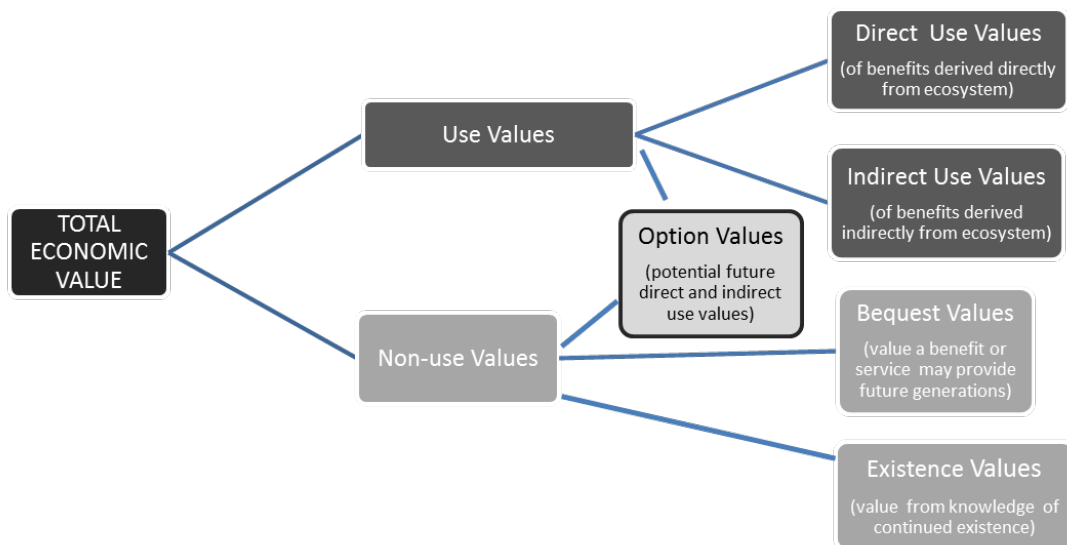 TOTAL
ECONOMIC
VALUE
Use Values
Non-use Values
Option Values
(potential future
direct and indirect
use values)
Direct Use Values
(of benefits derived directly
from ecosystem)
Indirect Use Values
(of benefits derived
indirectly from ecosystem)
Bequest Values
(value a benefit or
service may provide
future generations)
Existence Values
(value from knowledge of
continued existence)